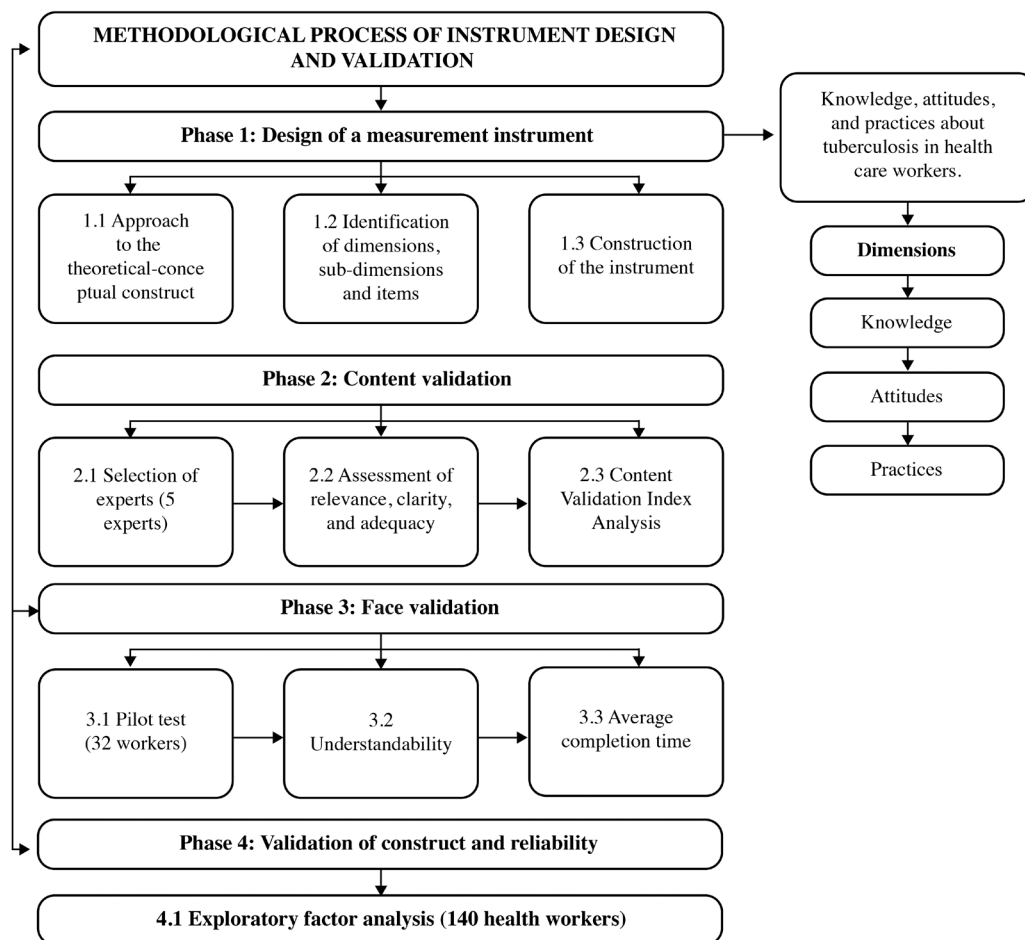 METHODOLOGICAL PROCESS OF INSTRUMENT DESIGN
AND VALIDATION
Phase 1: Design of a measurement instrument
Knowledge, attitudes,
and practices about
tuberculosis in health
care workers.
Dimensions
Knowledge
Attitudes
Practices
1.1 Approach
to the
theoretical-conce
ptual construct
1.2 Identification
of dimensions,
sub-dimensions
and items
1.3 Construction
of the instrument
Phase 2: Content validation
2.1 Selection of
experts (5
experts)
2.2 Assessment of
relevance, clarity,
and adequacy
2.3 Content
Validation Index
Analysis
Phase 3: Face validation
3.1 Pilot test
(32 workers)
3.2
Understandability
3.3 Average
completion time
Phase 4: Validation of construct and reliability
4.1 Exploratory factor analysis (140 health workers)